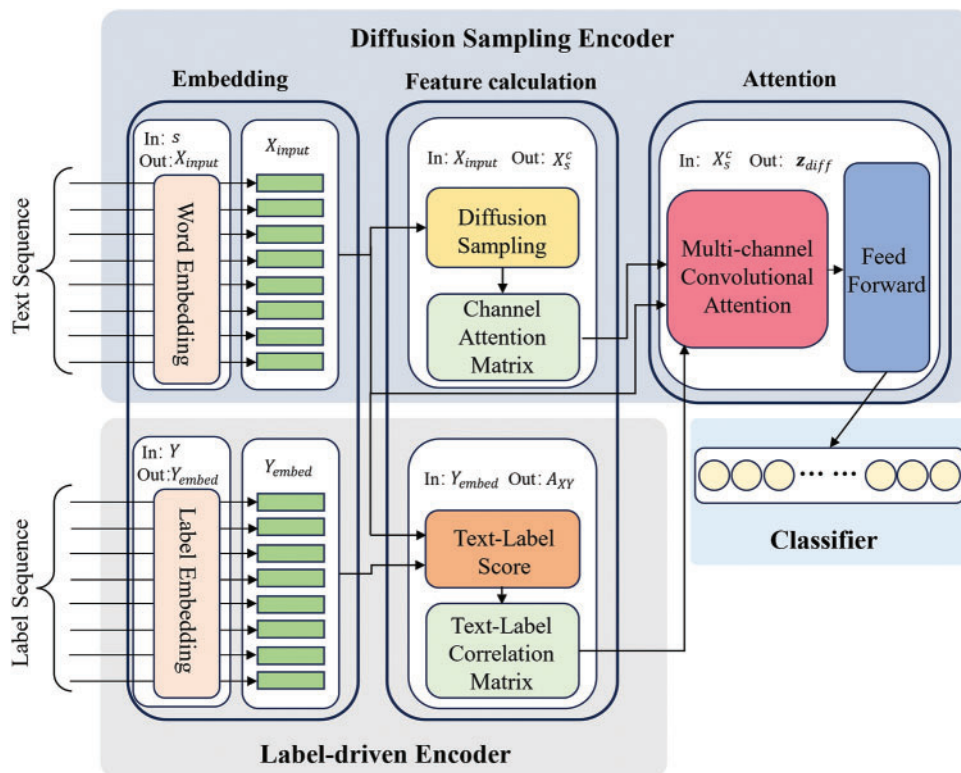 Diffusion Sampling Encoder
Embedding
Feature calculation
Attention
In: s
Out: X_input
X_input
In: X_input Out: X_s^c
In: X_s^c Out: z_diff
Text Sequence
Word Embedding
Diffusion
Sampling
Channel
Attention
Matrix
Multi-channel
Convolutional
Attention
Feed
Forward
In: Y
Out: Y_embed
Y_embed
In: Y_embed Out: A_XY
Label Sequence
Label Embedding
Text-Label
Score
Text-Label
Correlation
Matrix
... ...
Classifier
Label-driven Encoder